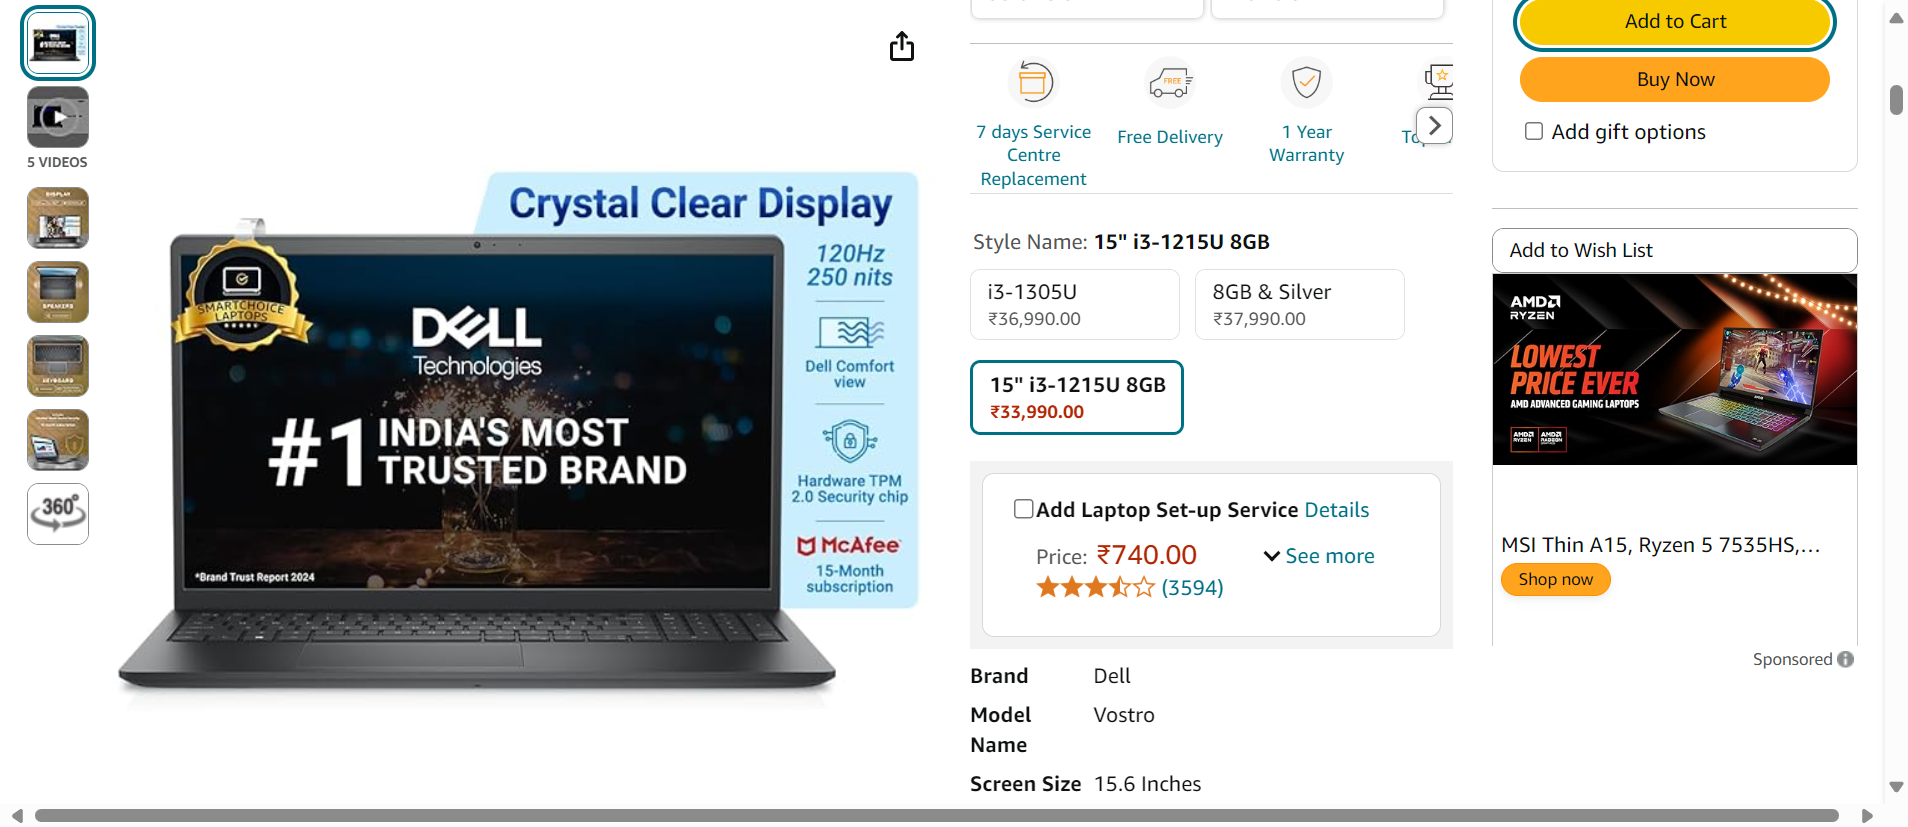 5 VIDEOS
360°
Crystal Clear Display
120Hz
250 nits
Dell Comfort
view
Hardware TPM
2.0 Security chip
McAfee
15-Month
subscription
SMARTCHOICE
LAPTOPS
DELL
Technologies
#1 INDIA'S MOST
TRUSTED BRAND
*Brand Trust Report 2024
7 days Service
Centre
Replacement
FREE
Free Delivery
1 Year
Warranty
Style Name: 15" i3-1215U 8GB
i3-1305U
₹36,990.00
8GB & Silver
₹37,990.00
15" i3-1215U 8GB
₹33,990.00
Add Laptop Set-up Service Details
Price: ₹740.00
See more
(3594)
Brand Dell
Model Vostro
Name
Screen Size 15.6 Inches
Add to Cart
Buy Now
Add gift options
Add to Wish List
AMD
RYZEN
LOWEST
PRICE EVER
AMD ADVANCED GAMING LAPTOPS
AMD RYZEN AMD RADEON
MSI Thin A15, Ryzen 5 7535HS,...
Shop now
Sponsored